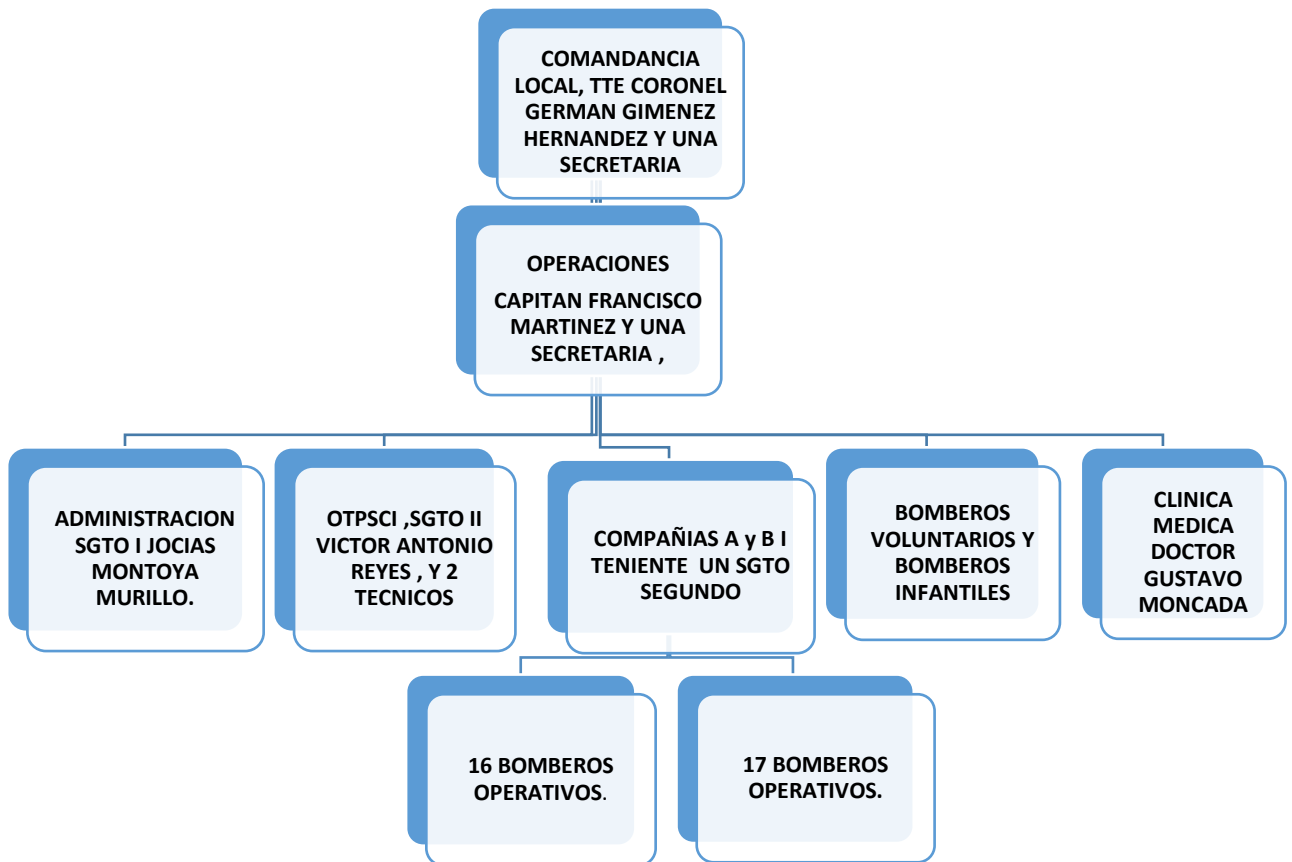 COMANDANCIA
LOCAL, TTE CORONEL
GERMAN GIMENEZ
HERNANDEZ Y UNA
SECRETARIA
OPERACIONES
CAPITAN FRANCISCO
MARTINEZ Y UNA
SECRETARIA ,
ADMINISTRACION
SGTO I JOCIAS
MONTOYA
MURILLO.
OTPSCI ,SGTO II
VICTOR ANTONIO
REYES , Y 2
TECNICOS
COMPAÑIAS A y B I
TENIENTE UN SGTO
SEGUNDO
BOMBEROS
VOLUNTARIOS Y
BOMBEROS
INFANTILES
CLINICA
MEDICA
DOCTOR
GUSTAVO
MONCADA
16 BOMBEROS
OPERATIVOS.
17 BOMBEROS
OPERATIVOS.